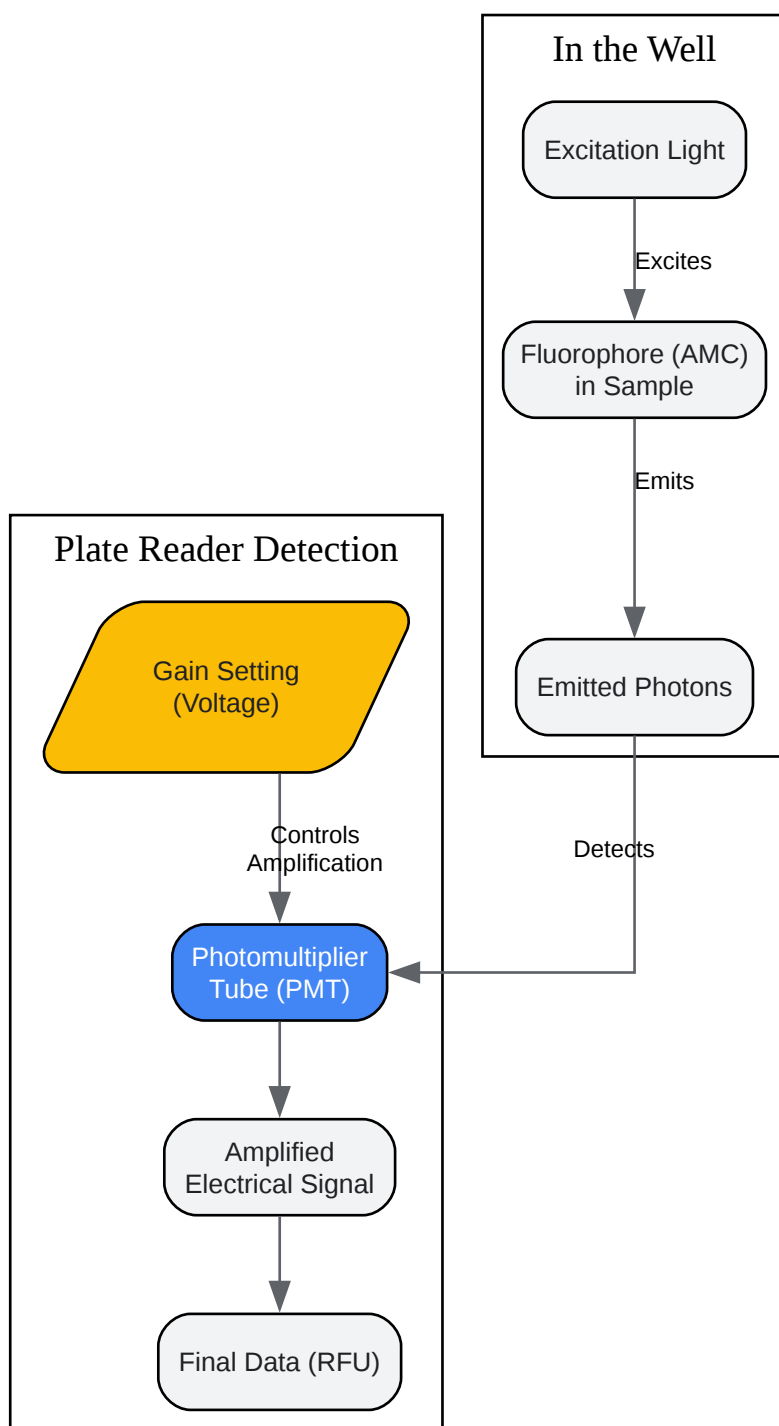 In the Well
Excitation Light
Excites
Fluorophore (AMC)
in Sample
Emits
Emitted Photons
Detects
Plate Reader Detection
Gain Setting
(Voltage)
Controls
Amplification
Photomultiplier
Tube (PMT)
Amplified
Electrical Signal
Final Data (RFU)